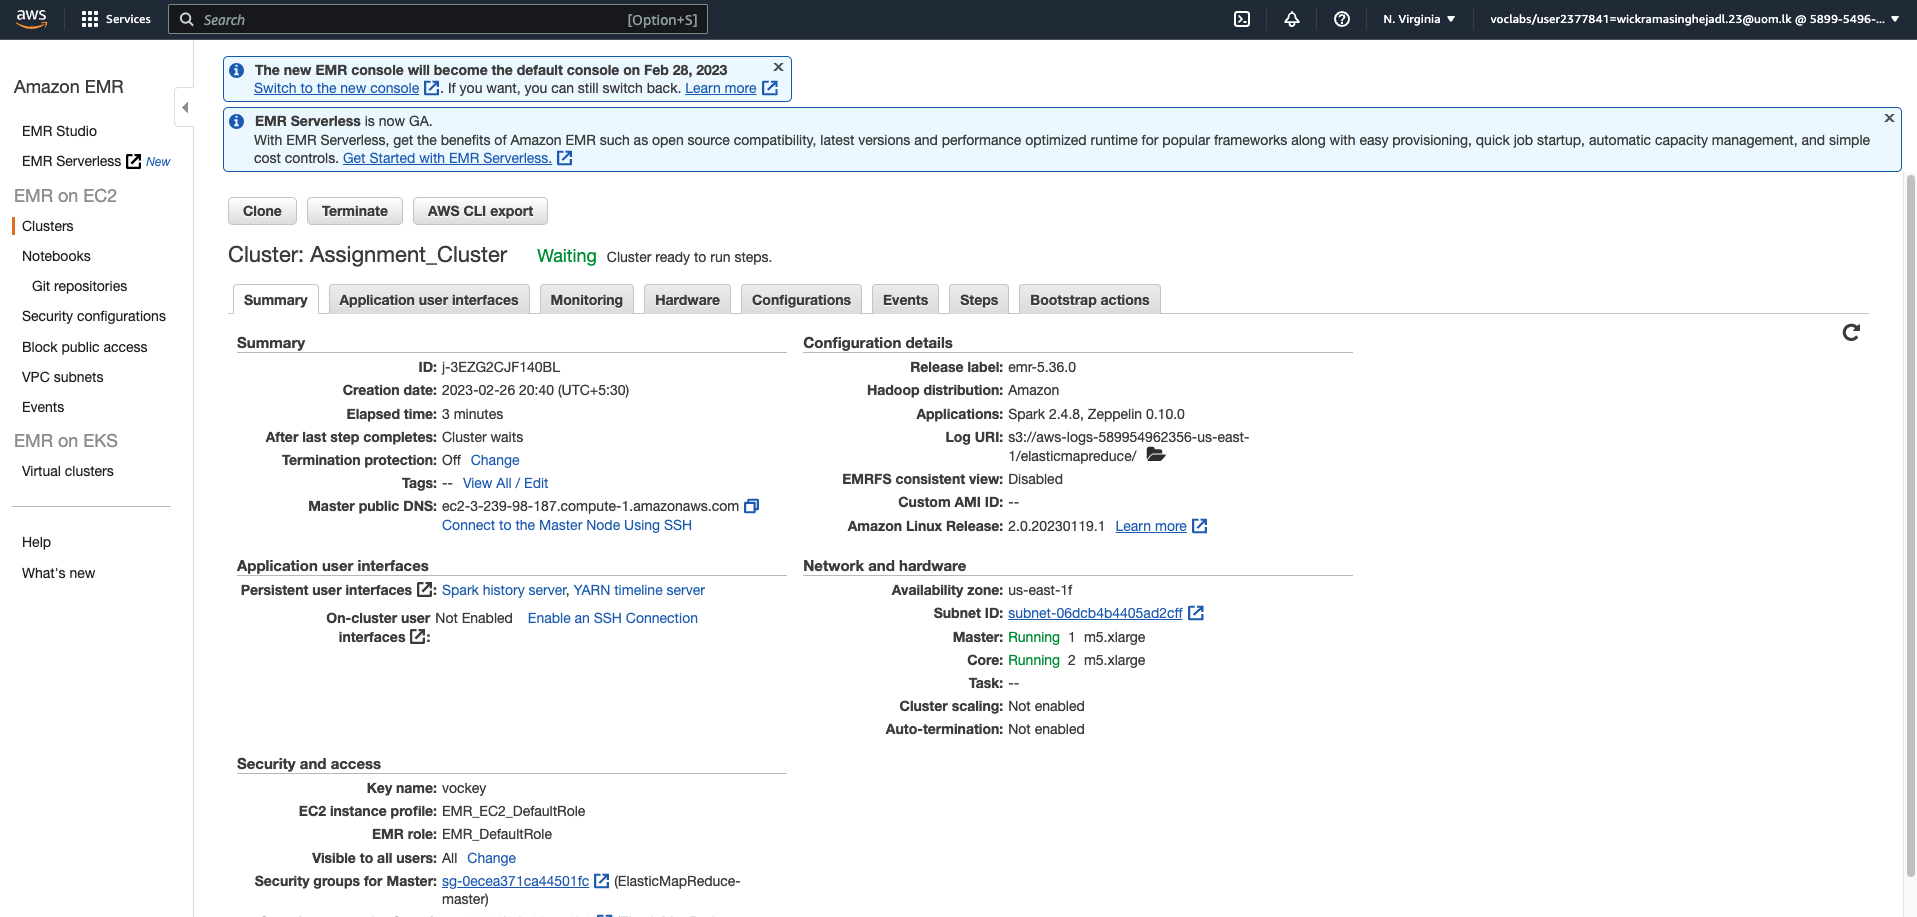 aws
Services
Search
[Option+S]
N. Virginia
voclabs/user2377841=wickramasinghejadl.23@uom.lk @ 5899-5496-...
Amazon EMR
EMR Studio
EMR Serverless New
EMR on EC2
Clusters
Notebooks
Git repositories
Security configurations
Block public access
VPC subnets
Events
EMR on EKS
Virtual clusters
Help
What's new
The new EMR console will become the default console on Feb 28, 2023
Switch to the new console . If you want, you can still switch back. Learn more
EMR Serverless is now GA.
With EMR Serverless, get the benefits of Amazon EMR such as open source compatibility, latest versions and performance optimized runtime for popular frameworks along with easy provisioning, quick job startup, automatic capacity management, and simple
cost controls. Get Started with EMR Serverless.
Clone
Terminate
AWS CLI export
Cluster: Assignment_Cluster Waiting Cluster ready to run steps.
Summary
Application user interfaces
Monitoring
Hardware
Configurations
Events
Steps
Bootstrap actions
Summary
ID: j-3EZG2CJF140BL
Creation date: 2023-02-26 20:40 (UTC+5:30)
Elapsed time: 3 minutes
After last step completes: Cluster waits
Termination protection: Off Change
Tags: -- View All / Edit
Master public DNS: ec2-3-239-98-187.compute-1.amazonaws.com
Connect to the Master Node Using SSH
Configuration details
Release label: emr-5.36.0
Hadoop distribution: Amazon
Applications: Spark 2.4.8, Zeppelin 0.10.0
Log URI: s3://aws-logs-589954962356-us-east-
1/elasticmapreduce/
EMRFS consistent view: Disabled
Custom AMI ID: --
Amazon Linux Release: 2.0.20230119.1 Learn more
Application user interfaces
Persistent user interfaces : Spark history server, YARN timeline server
On-cluster user Not Enabled Enable an SSH Connection
interfaces :
Network and hardware
Availability zone: us-east-1f
Subnet ID: subnet-06dcb4b4405ad2cff
Master: Running 1 m5.xlarge
Core: Running 2 m5.xlarge
Task: --
Cluster scaling: Not enabled
Auto-termination: Not enabled
Security and access
Key name: vockey
EC2 instance profile: EMR_EC2_DefaultRole
EMR role: EMR_DefaultRole
Visible to all users: All Change
Security groups for Master: sg-0ecea371ca44501fc (ElasticMapReduce-
master)